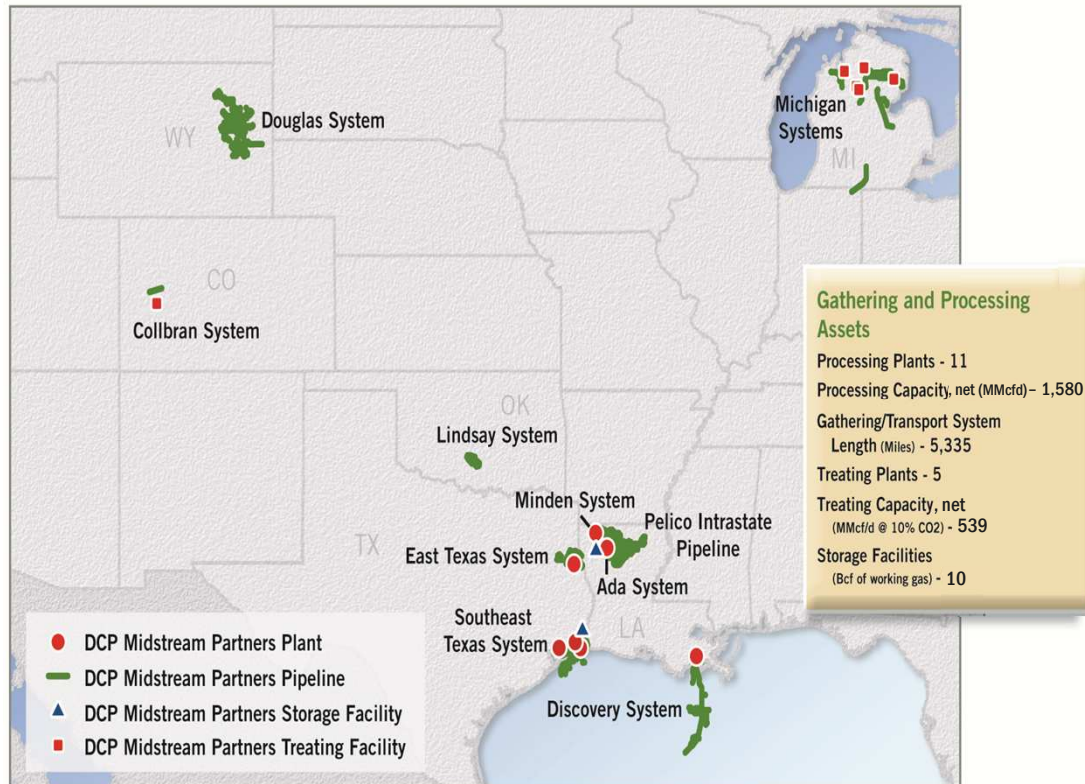 WY
Douglas System
Michigan
Systems
MI
CO
Collbran System
OK
Lindsay System
Minden System
Pelico Intrastate
Pipeline
TX
East Texas System
Ada System
Southeast
Texas System
LA
Discovery System
DCP Midstream Partners Plant
DCP Midstream Partners Pipeline
DCP Midstream Partners Storage Facility
DCP Midstream Partners Treating Facility
Gathering and Processing
Assets
Processing Plants - 11
Processing Capacity, net (MMcfd) – 1,580
Gathering/Transport System
Length (Miles) - 5,335
Treating Plants - 5
Treating Capacity, net
(MMcf/d @ 10% CO2) - 539
Storage Facilities
(Bcf of working gas) - 10